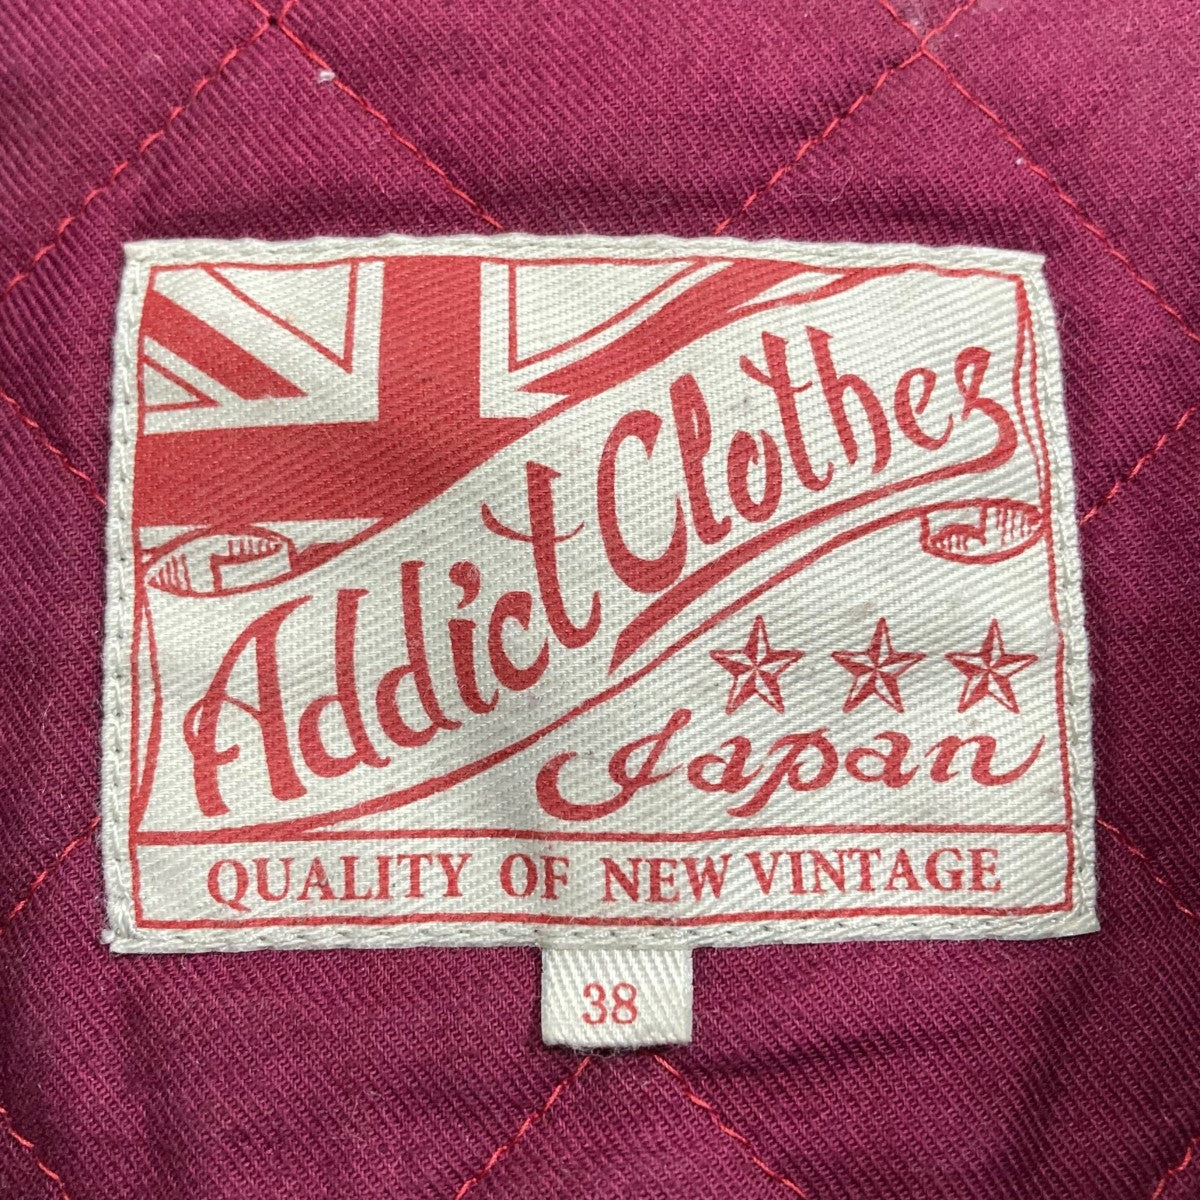 Addict Clothes
Japan
QUALITY OF NEW VINTAGE
38